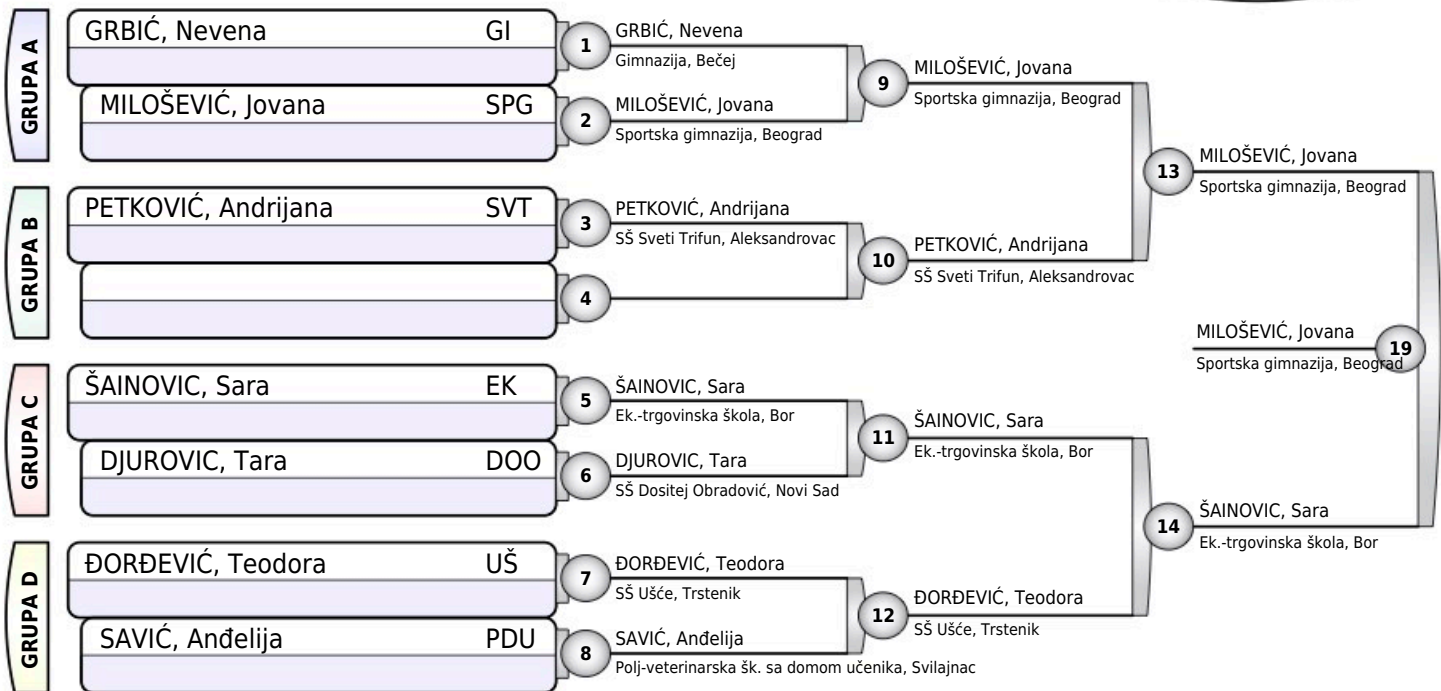 GRUPA A
GRBIĆ, Nevena GI
MILOŠEVIĆ, Jovana SPG
GRUPA B
PETKOVIĆ, Andrijana SVT
GRUPA C
ŠAINOVIC, Sara EK
DJUROVIC, Tara DOO
GRUPA D
ĐORĐEVIĆ, Teodora UŠ
SAVIĆ, Anđelija PDU
1
GRBIĆ, Nevena
Gimnazija, Bečej
2
MILOŠEVIĆ, Jovana
Sportska gimnazija, Beograd
3
PETKOVIĆ, Andrijana
SŠ Sveti Trifun, Aleksandrovac
4
5
ŠAINOVIC, Sara
Ek.-trgovinska škola, Bor
6
DJUROVIC, Tara
SŠ Dositej Obradović, Novi Sad
7
ĐORĐEVIĆ, Teodora
SŠ Ušće, Trstenik
8
SAVIĆ, Anđelija
Polj-veterinarska šk. sa domom učenika, Svilajnac
9
MILOŠEVIĆ, Jovana
Sportska gimnazija, Beograd
10
PETKOVIĆ, Andrijana
SŠ Sveti Trifun, Aleksandrovac
11
ŠAINOVIC, Sara
Ek.-trgovinska škola, Bor
12
ĐORĐEVIĆ, Teodora
SŠ Ušće, Trstenik
13
MILOŠEVIĆ, Jovana
Sportska gimnazija, Beograd
14
ŠAINOVIC, Sara
Ek.-trgovinska škola, Bor
MILOŠEVIĆ, Jovana
Sportska gimnazija, Beograd
19